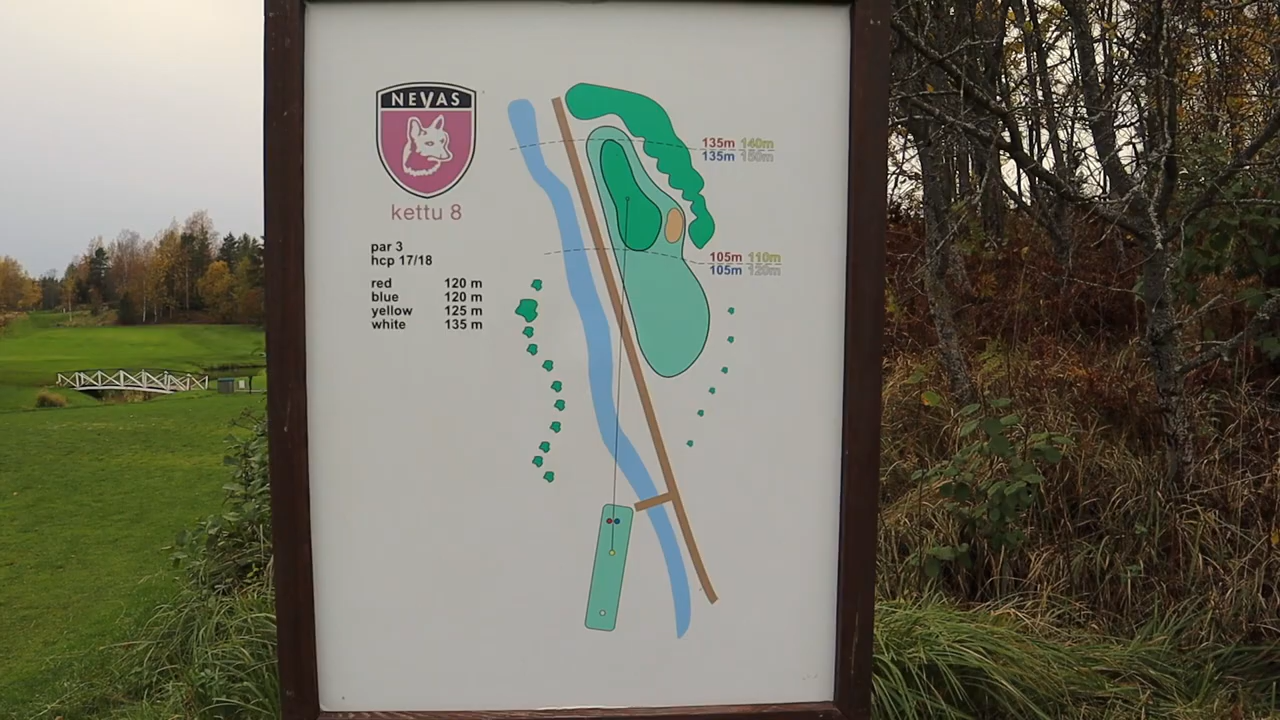 NEVAS
kettu 8
par 3
hcp 17/18
red 120 m
blue 120 m
yellow 125 m
white 135 m
135m 140m
135m 150m
105m 110m
105m 120m